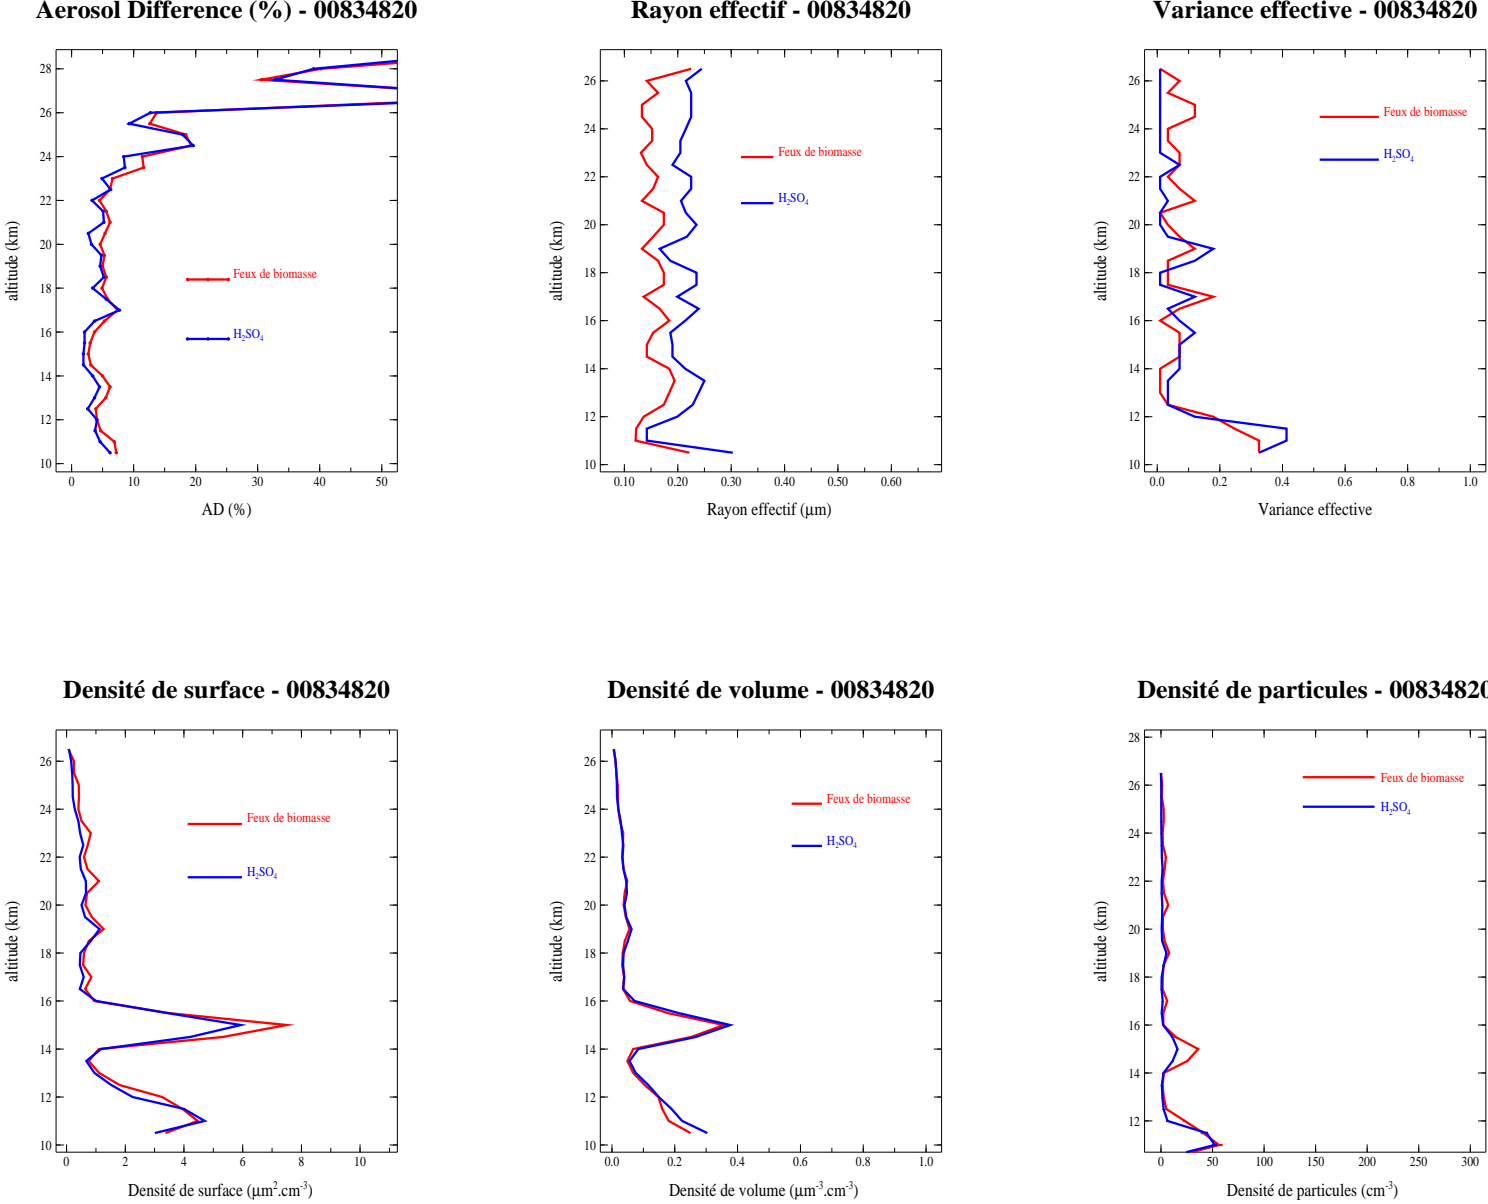 Aerosol Difference (%) - 00834820
28
26
24
22
20
18
16
14
12
10
0 10 20 30 40 50
altitude (km)
AD (%)
Feux de biomasse
H₂SO₄
Rayon effectif - 00834820
26
24
22
20
18
16
14
12
10
0.10 0.20 0.30 0.40 0.50 0.60
altitude (km)
Rayon effectif (μm)
Feux de biomasse
H₂SO₄
Variance effective - 00834820
26
24
22
20
18
16
14
12
10
0.0 0.2 0.4 0.6 0.8 1.0
altitude (km)
Variance effective
Feux de biomasse
H₂SO₄
Densité de surface - 00834820
26
24
22
20
18
16
14
12
10
0 2 4 6 8 10
altitude (km)
Densité de surface (μm².cm⁻³)
Feux de biomasse
H₂SO₄
Densité de volume - 00834820
26
24
22
20
18
16
14
12
10
0.0 0.2 0.4 0.6 0.8 1.0
altitude (km)
Densité de volume (μm⁻³.cm⁻³)
Feux de biomasse
H₂SO₄
Densité de particules - 00834820
28
26
24
22
20
18
16
14
12
0 50 100 150 200 250 300
altitude (km)
Densité de particules (cm⁻³)
Feux de biomasse
H₂SO₄